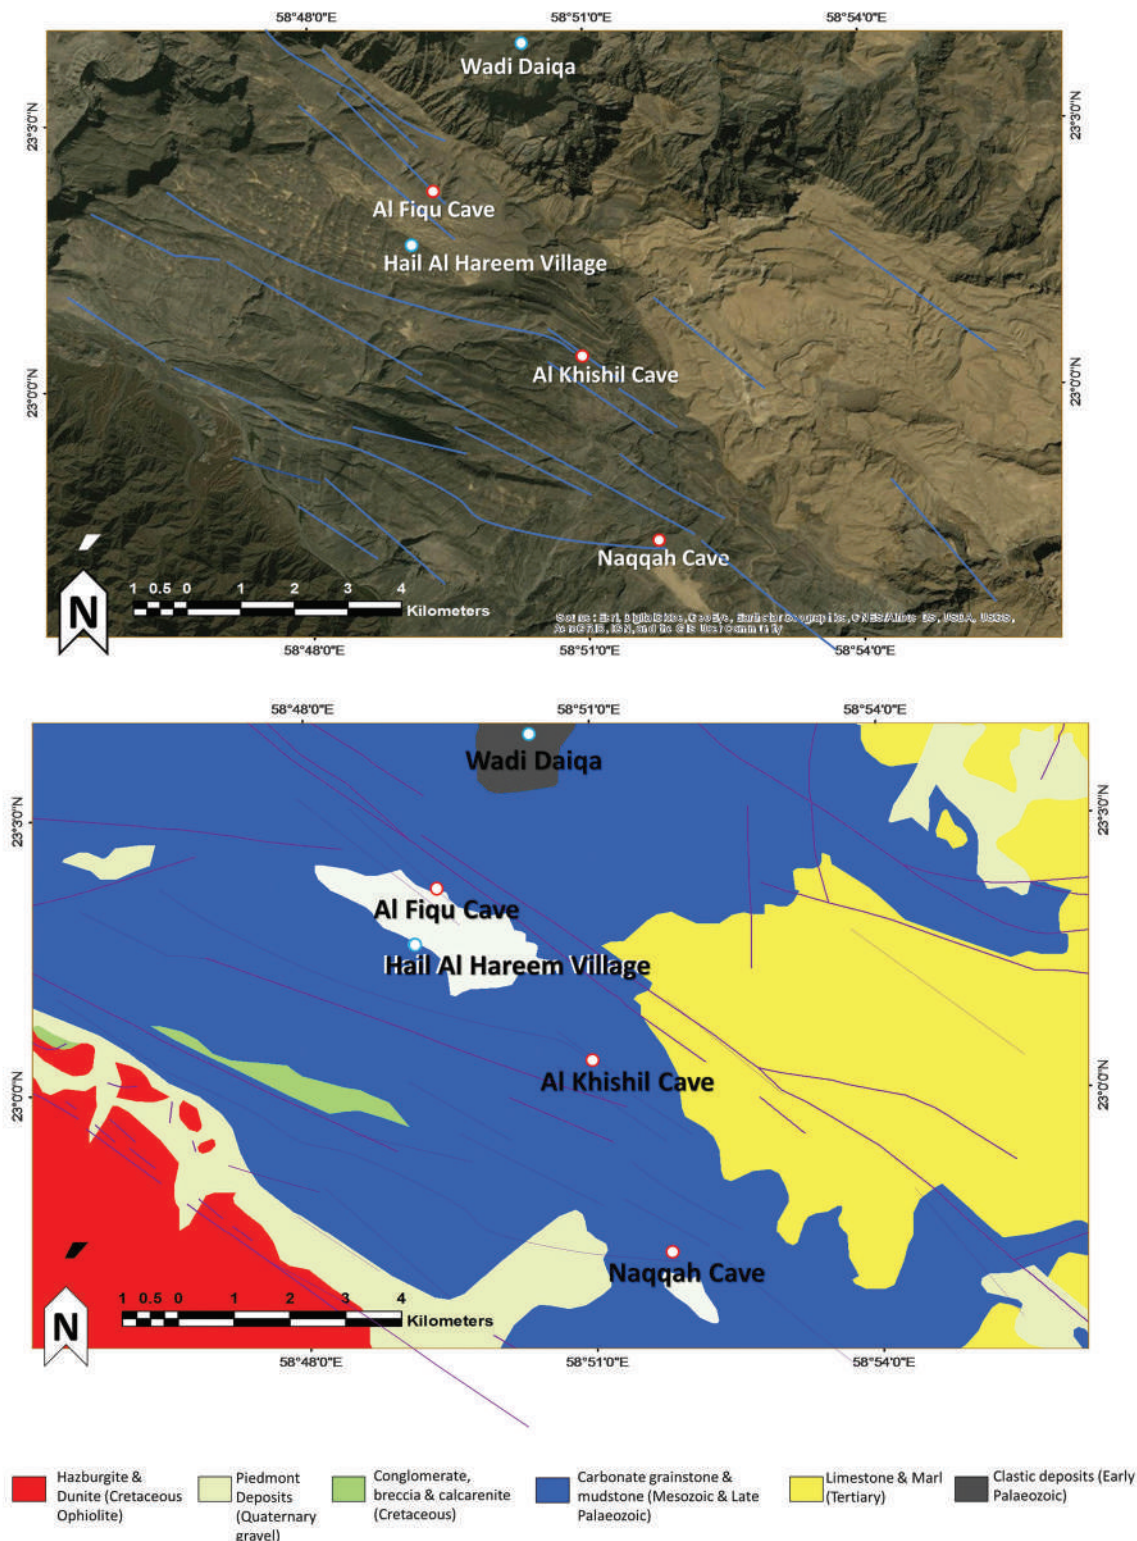 58°48'0"E 58°51'0"E 58°54'0"E
Wadi Daiqa
23°3'0"N 23°3'0"N
Al Fiqu Cave
Hail Al Hareem Village
Al Khishil Cave
23°0'0"N 23°0'0"N
Naqqah Cave
N
1 0.5 0 1 2 3 4
Kilometers
58°48'0"E 58°51'0"E 58°54'0"E
58°48'0"E 58°51'0"E 58°54'0"E
Wadi Daiqa
23°3'0"N 23°3'0"N
Al Fiqu Cave
Hail Al Hareem Village
Al Khishil Cave
23°0'0"N 23°0'0"N
Naqqah Cave
N
1 0.5 0 1 2 3 4
Kilometers
58°48'0"E 58°51'0"E 58°54'0"E
Hazburgite &
Dunite (Cretaceous
Ophiolite)
Piedmont
Deposits
(Quaternary
gravel)
Conglomerate,
breccia & calcarenite
(Cretaceous)
Carbonate grainstone &
mudstone (Mesozoic & Late
Palaeozoic)
Limestone & Marl
(Tertiary)
Clastic deposits (Early
Palaeozoic)